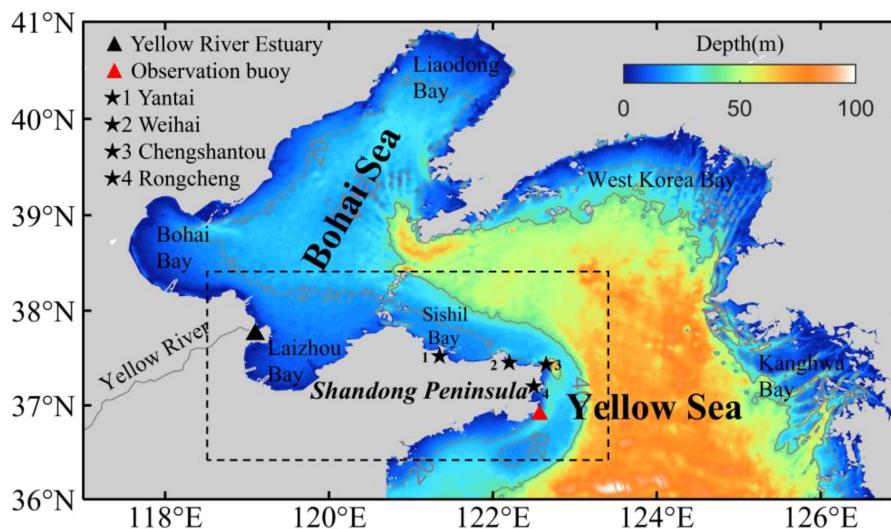 41°N
40°N
39°N
38°N
37°N
36°N
118°E
120°E
122°E
124°E
126°E
Yellow River Estuary
Observation buoy
1 Yantai
2 Weihai
3 Chengshantou
4 Rongcheng
Depth(m)
0
50
100
Liaodong
Bay
20
Bohai Sea
West Korea Bay
Bohai
Bay
Sishil
Bay
Yellow River
Laizhou
Bay
1
2
3
4
Shandong Peninsula
Kanghwa
Bay
Yellow Sea
20
20